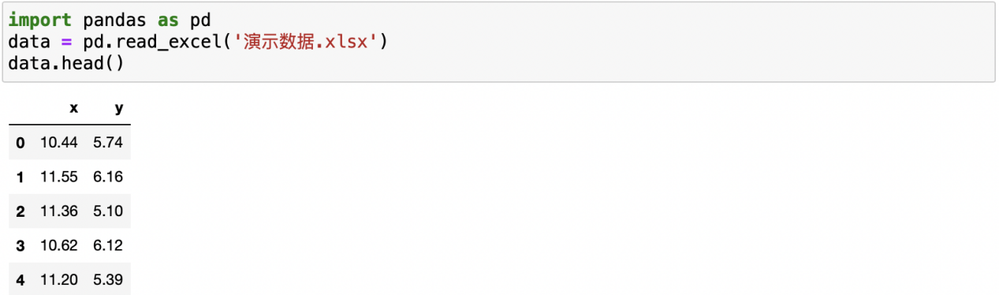 import pandas as pd
data = pd.read_excel('演示数据.xlsx')
data.head()
x y
0 10.44 5.74
1 11.55 6.16
2 11.36 5.10
3 10.62 6.12
4 11.20 5.39